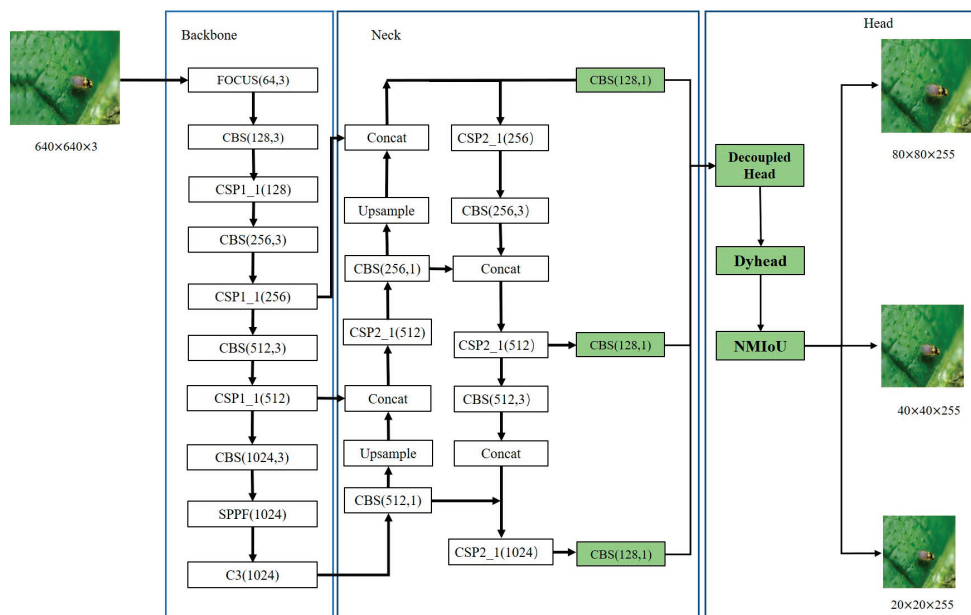 Backbone
Neck
Head
640×640×3
FOCUS(64,3)
CBS(128,3)
CSP1_1(128)
CBS(256,3)
CSP1_1(256)
CBS(512,3)
CSP1_1(512)
CBS(1024,3)
SPPF(1024)
C3(1024)
Concat
Upsample
CBS(256,1)
CSP2_1(512)
Concat
Upsample
CBS(512,1)
CSP2_1(256)
CBS(256,3)
Concat
CSP2_1(512)
CBS(512,3)
Concat
CSP2_1(1024)
CBS(128,1)
CBS(128,1)
CBS(128,1)
Decoupled
Head
Dyhead
NMIoU
80×80×255
40×40×255
20×20×255